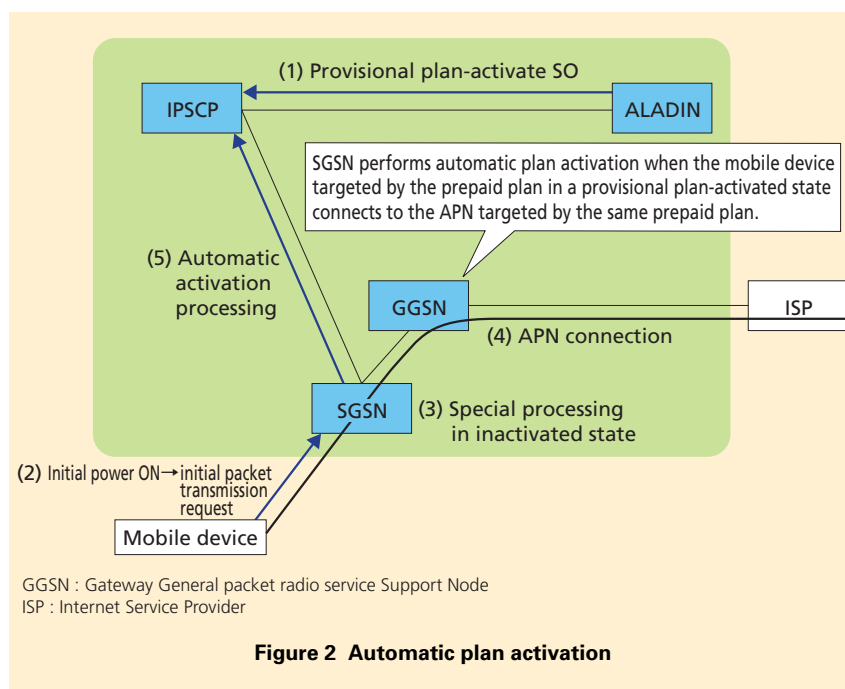 (1) Provisional plan-activate SO
IPSCP
ALADIN
SGSN performs automatic plan activation when the mobile device
targeted by the prepaid plan in a provisional plan-activated state
connects to the APN targeted by the same prepaid plan.
(5) Automatic
activation
processing
GGSN
ISP
(4) APN connection
SGSN
(3) Special processing
in inactivated state
(2) Initial power ON→initial packet
transmission
request
Mobile device
GGSN : Gateway General packet radio service Support Node
ISP : Internet Service Provider
Figure 2 Automatic plan activation